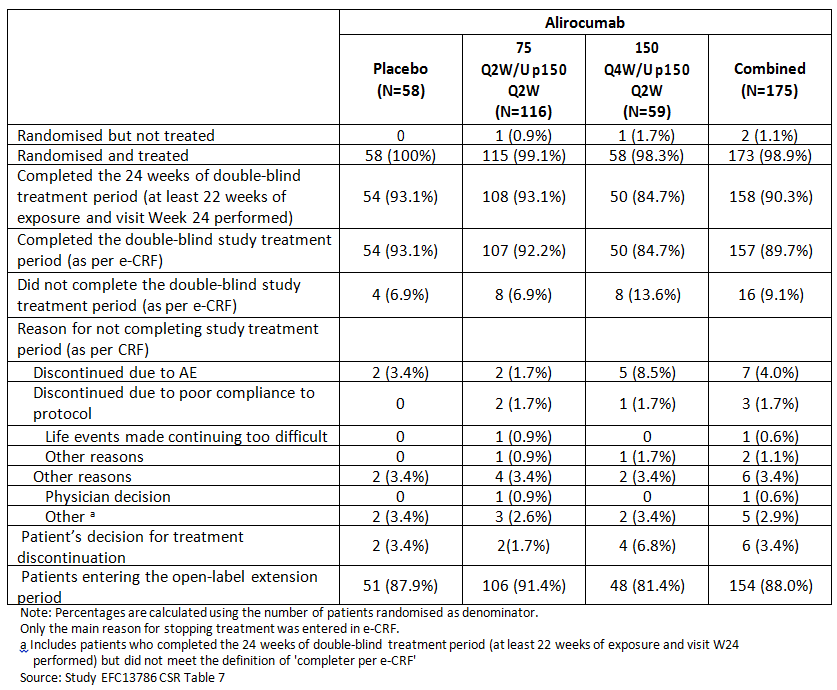 Alirocumab
Placebo
(N=58)
75
Q2W/Up150
Q2W
(N=116)
150
Q4W/Up150
Q2W
(N=59)
Combined
(N=175)
Randomised but not treated 0 1 (0.9%) 1 (1.7%) 2 (1.1%)
Randomised and treated 58 (100%) 115 (99.1%) 58 (98.3%) 173 (98.9%)
Completed the 24 weeks of double-blind
treatment period (at least 22 weeks of
exposure and visit Week 24 performed)
54 (93.1%) 108 (93.1%) 50 (84.7%) 158 (90.3%)
Completed the double-blind study treatment
period (as per e-CRF)
54 (93.1%) 107 (92.2%) 50 (84.7%) 157 (89.7%)
Did not complete the double-blind study
treatment period (as per e-CRF)
4 (6.9%) 8 (6.9%) 8 (13.6%) 16 (9.1%)
Reason for not completing study treatment
period (as per CRF)
Discontinued due to AE 2 (3.4%) 2 (1.7%) 5 (8.5%) 7 (4.0%)
Discontinued due to poor compliance to
protocol
0 2 (1.7%) 1 (1.7%) 3 (1.7%)
Life events made continuing too difficult 0 1 (0.9%) 0 1 (0.6%)
Other reasons 0 1 (0.9%) 1 (1.7%) 2 (1.1%)
Other reasons 2 (3.4%) 4 (3.4%) 2 (3.4%) 6 (3.4%)
Physician decision 0 1 (0.9%) 0 1 (0.6%)
Other a 2 (3.4%) 3 (2.6%) 2 (3.4%) 5 (2.9%)
Patient's decision for treatment
discontinuation
2 (3.4%) 2(1.7%) 4 (6.8%) 6 (3.4%)
Patients entering the open-label extension
period
51 (87.9%) 106 (91.4%) 48 (81.4%) 154 (88.0%)
Note: Percentages are calculated using the number of patients randomised as denominator.
Only the main reason for stopping treatment was entered in e-CRF.
a Includes patients who completed the 24 weeks of double-blind treatment period (at least 22 weeks of exposure and visit W24
performed) but did not meet the definition of 'completer per e-CRF'
Source: Study EFC13786 CSR Table 7